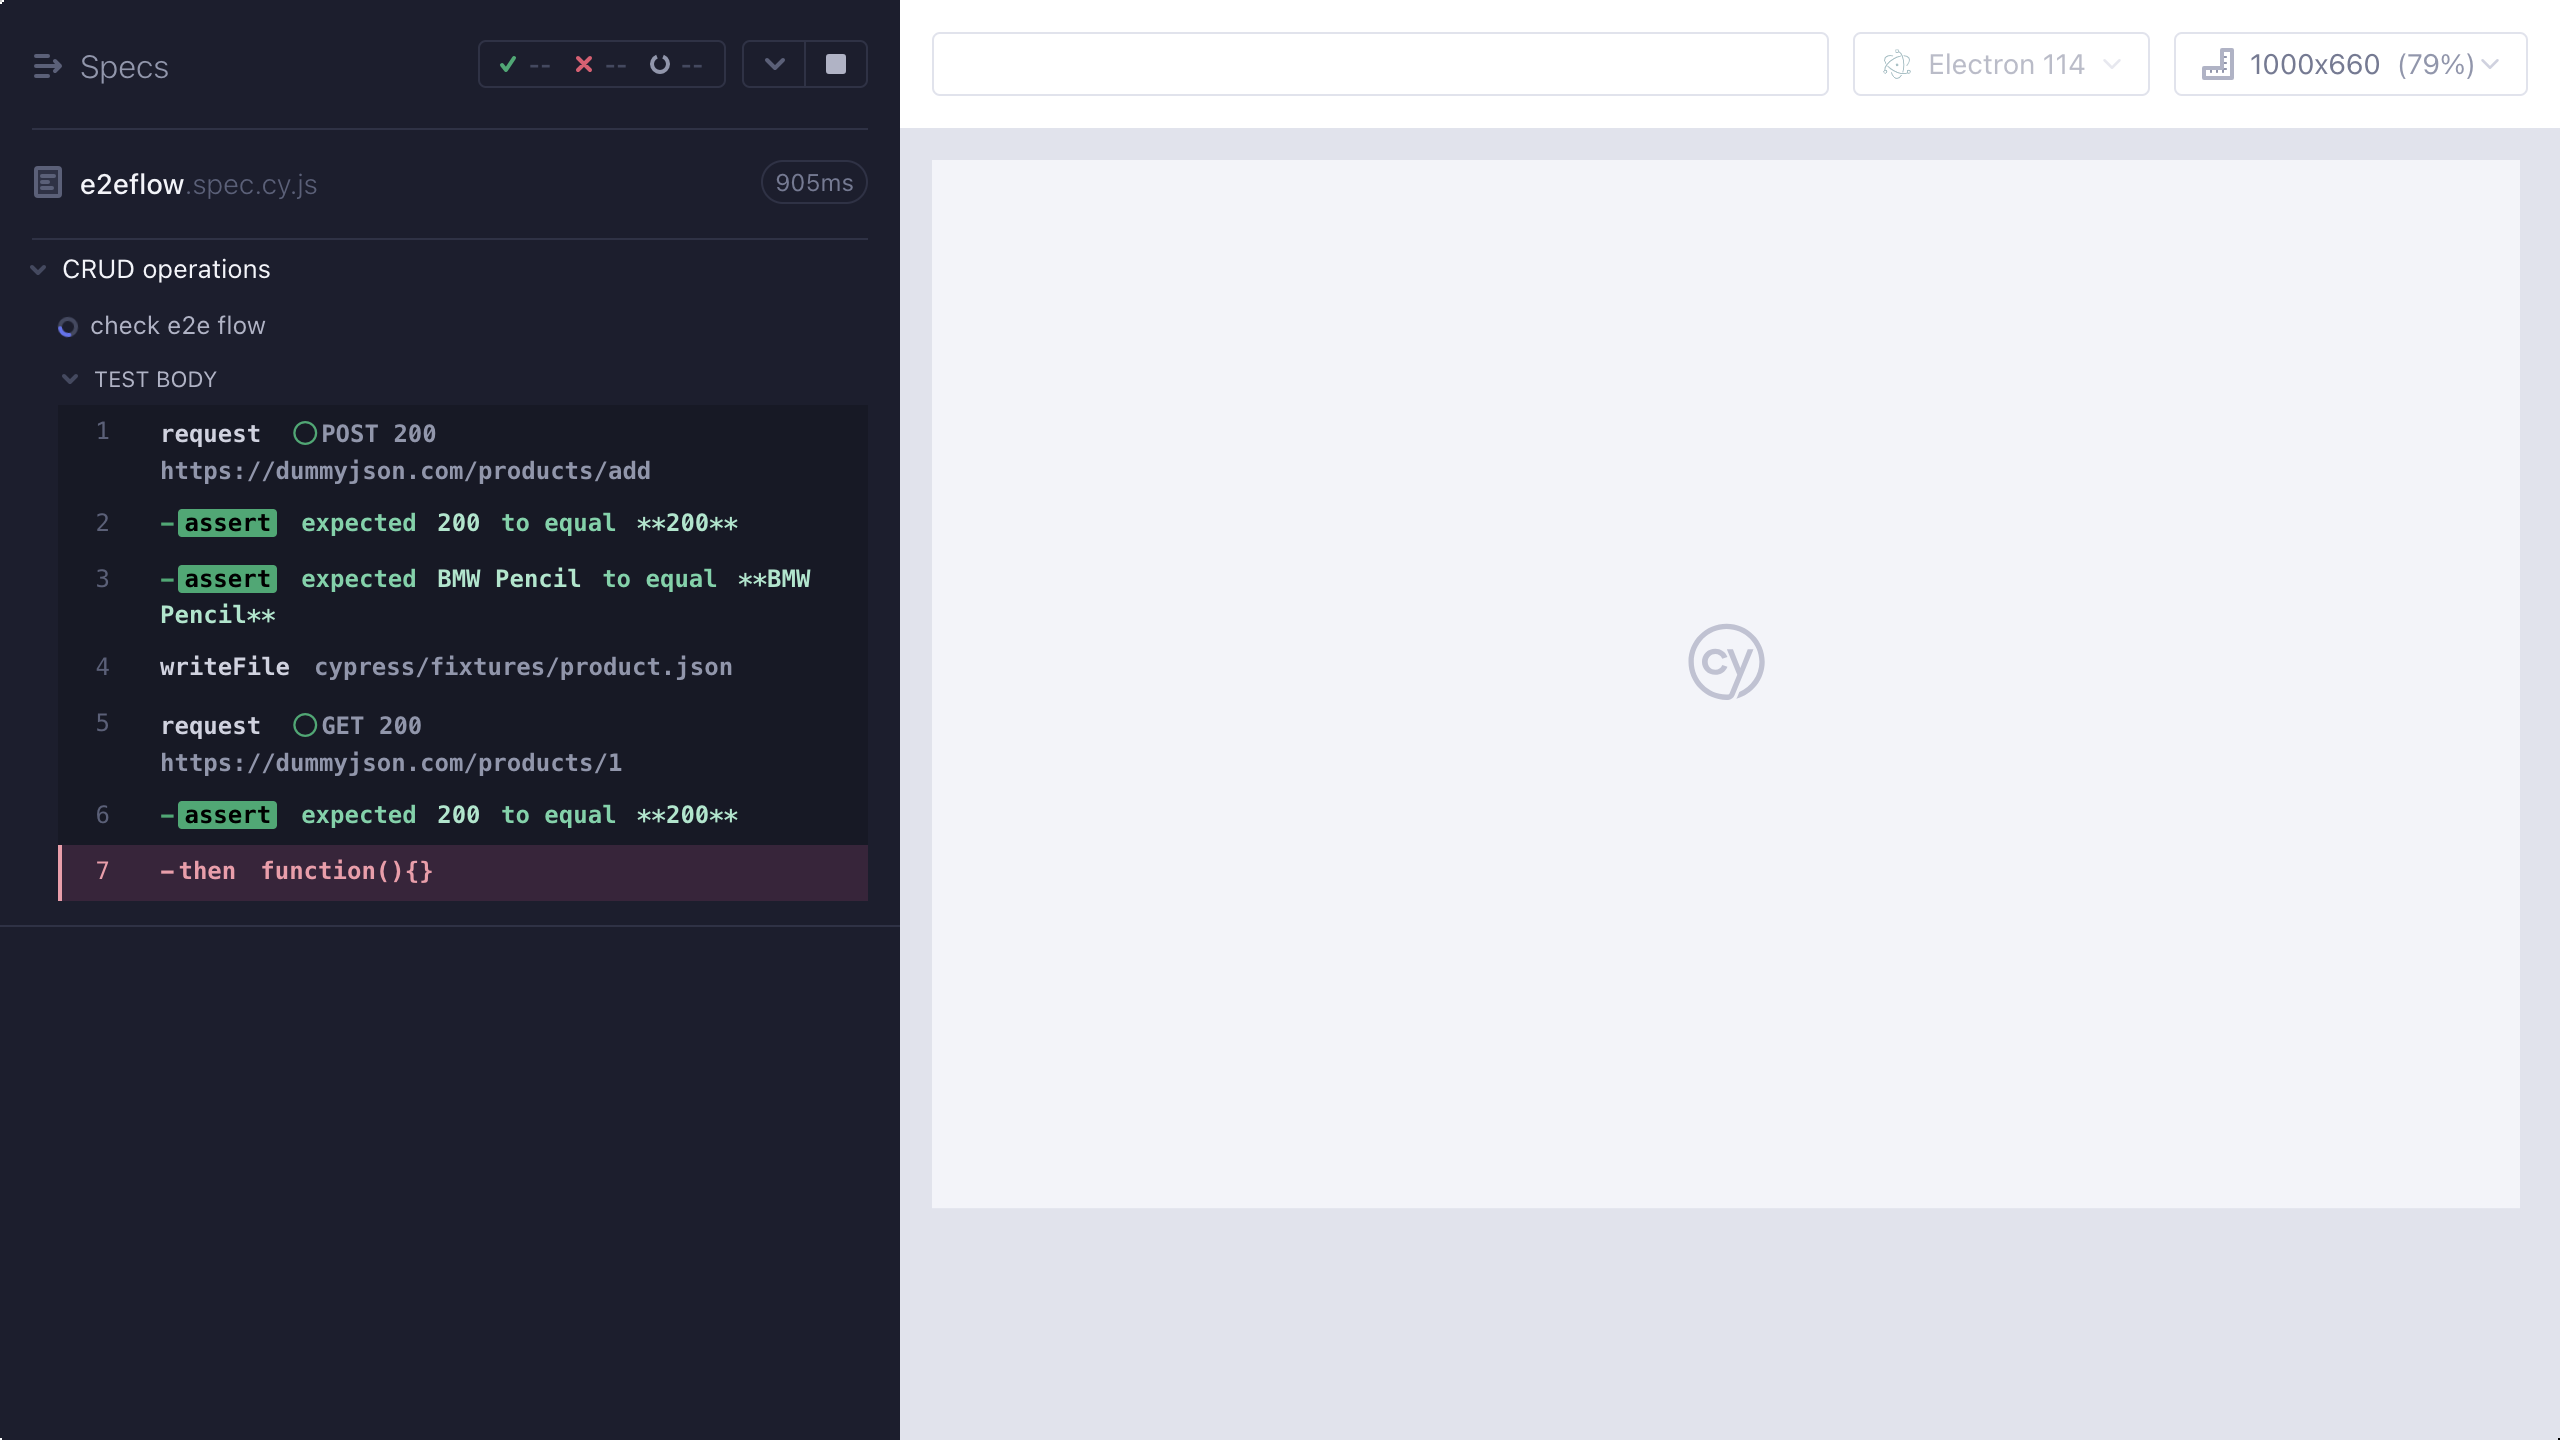 Specs
-- -- --
e2eflow.spec.cy.js
905ms
CRUD operations
check e2e flow
TEST BODY
1 request POST 200
https://dummyjson.com/products/add
2 -assert expected 200 to equal **200**
3 -assert expected BMW Pencil to equal **BMW
Pencil**
4 writeFile cypress/fixtures/product.json
5 request GET 200
https://dummyjson.com/products/1
6 -assert expected 200 to equal **200**
7 -then function(){}
Electron 114
1000x660 (79%)
cy